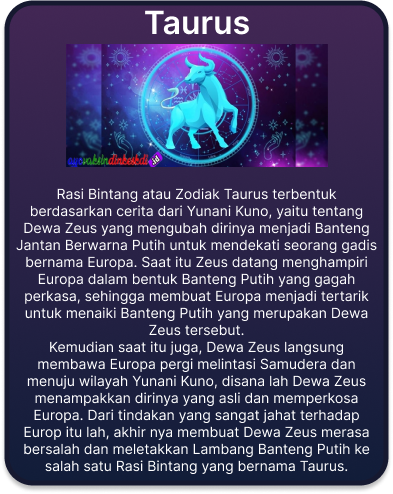 Taurus
Rasi Bintang atau Zodiak Taurus terbentuk
berdasarkan cerita dari Yunani Kuno, yaitu tentang
Dewa Zeus yang mengubah dirinya menjadi Banteng
Jantan Berwarna Putih untuk mendekati seorang gadis
bernama Europa. Saat itu Zeus datang menghampiri
Europa dalam bentuk Banteng Putih yang gagah
perkasa, sehingga membuat Europa menjadi tertarik
untuk menaiki Banteng Putih yang merupakan Dewa
Zeus tersebut.
Kemudian saat itu juga, Dewa Zeus langsung
membawa Europa pergi melintasi Samudera dan
menuju wilayah Yunani Kuno, disana lah Dewa Zeus
menampakkan dirinya yang asli dan memperkosa
Europa. Dari tindakan yang sangat jahat terhadap
Europ itu lah, akhir nya membuat Dewa Zeus merasa
bersalah dan meletakkan Lambang Banteng Putih ke
salah satu Rasi Bintang yang bernama Taurus.